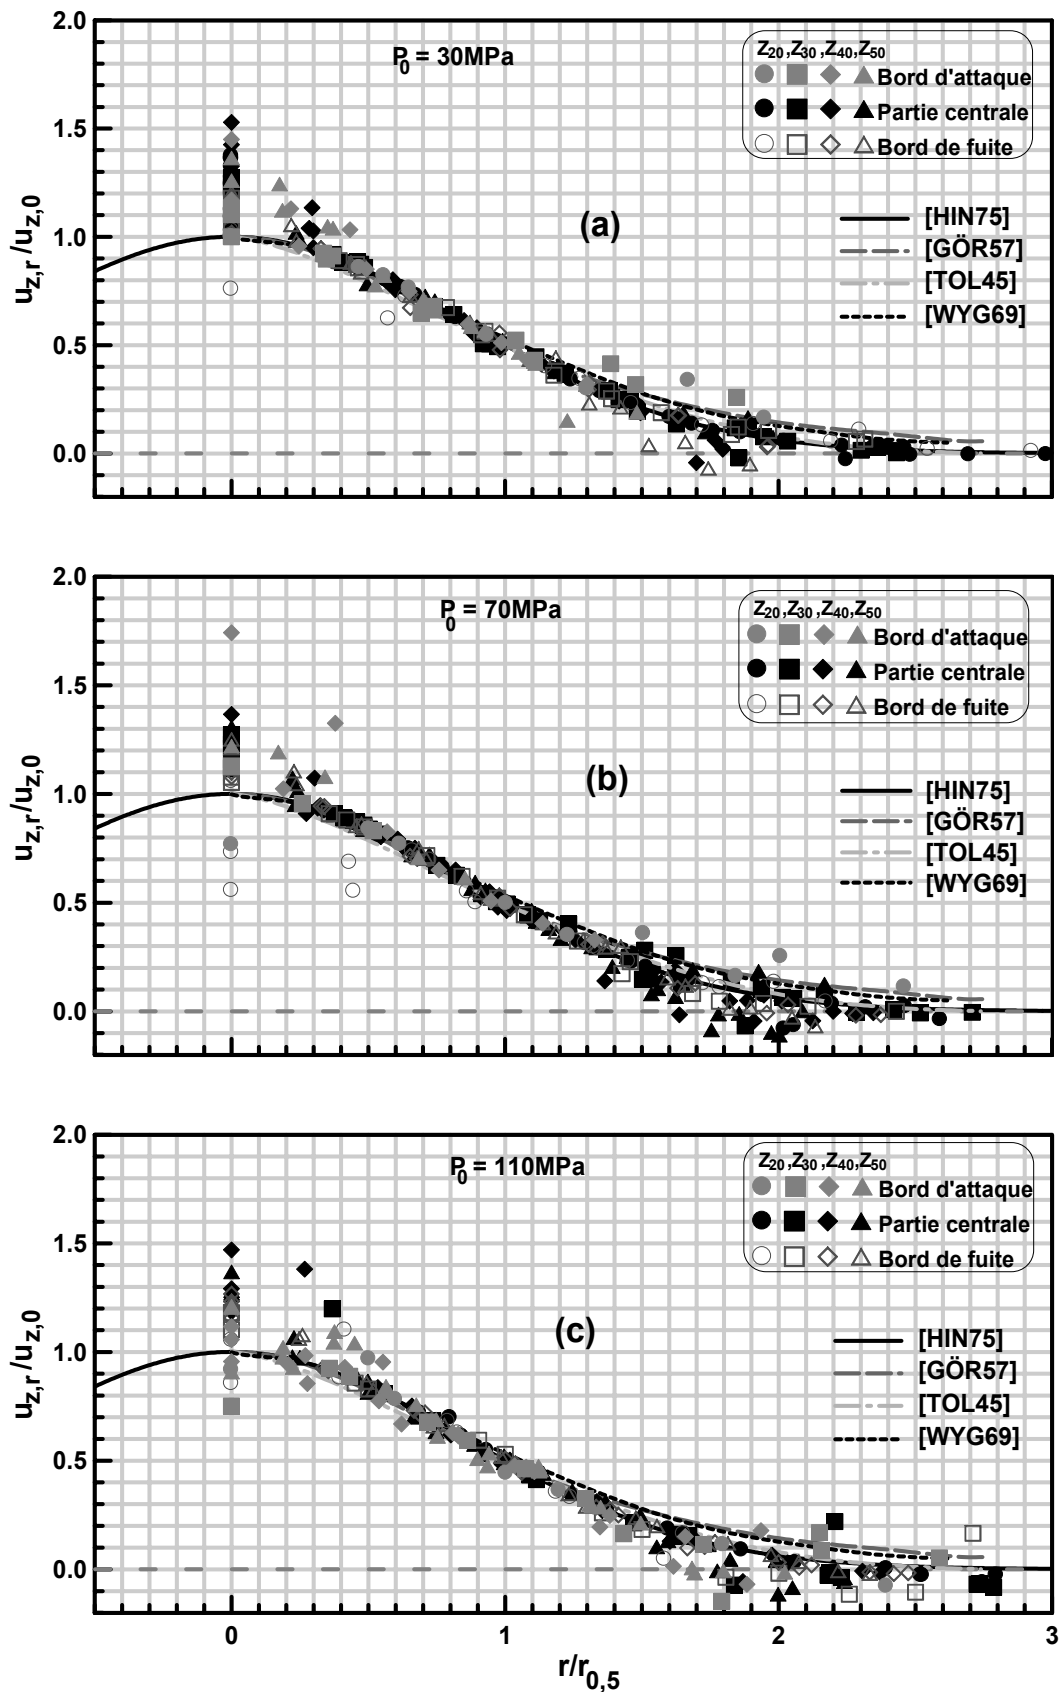 2.0
P0 = 30MPa
Z20,Z30,Z40,Z50
Bord d'attaque
Partie centrale
Bord de fuite
1.5
(a)
[HIN75]
[GÖR57]
[TOL45]
[WYG69]
uz,r/uz,0
1.0
0.5
0.0
2.0
P0 = 70MPa
Z20,Z30,Z40,Z50
Bord d'attaque
Partie centrale
Bord de fuite
1.5
(b)
[HIN75]
[GÖR57]
[TOL45]
[WYG69]
uz,r/uz,0
1.0
0.5
0.0
2.0
P0 = 110MPa
Z20,Z30,Z40,Z50
Bord d'attaque
Partie centrale
Bord de fuite
1.5
(c)
[HIN75]
[GÖR57]
[TOL45]
[WYG69]
uz,r/uz,0
1.0
0.5
0.0
0 1 2 3
r/r0,5